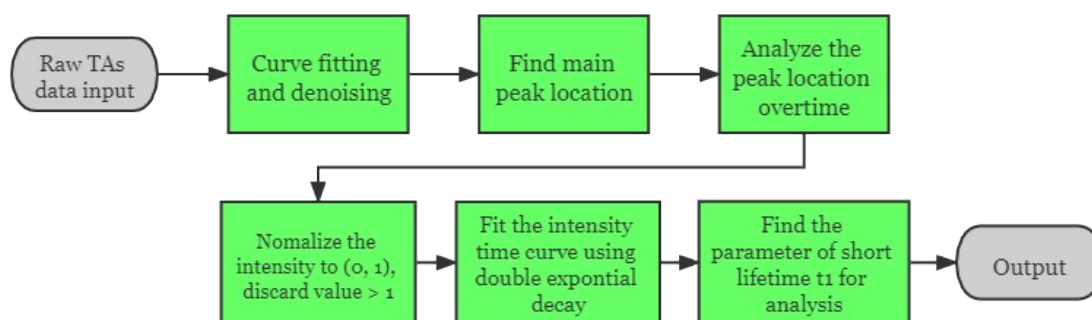 Raw TAs
data input
Curve fitting
and denoising
Find main
peak location
Analyze the
peak location
overtime
Nomalize the
intensity to (0, 1),
discard value > 1
Fit the intensity
time curve using
double expontial
decay
Find the
parameter of short
lifetime t1 for
analysis
Output